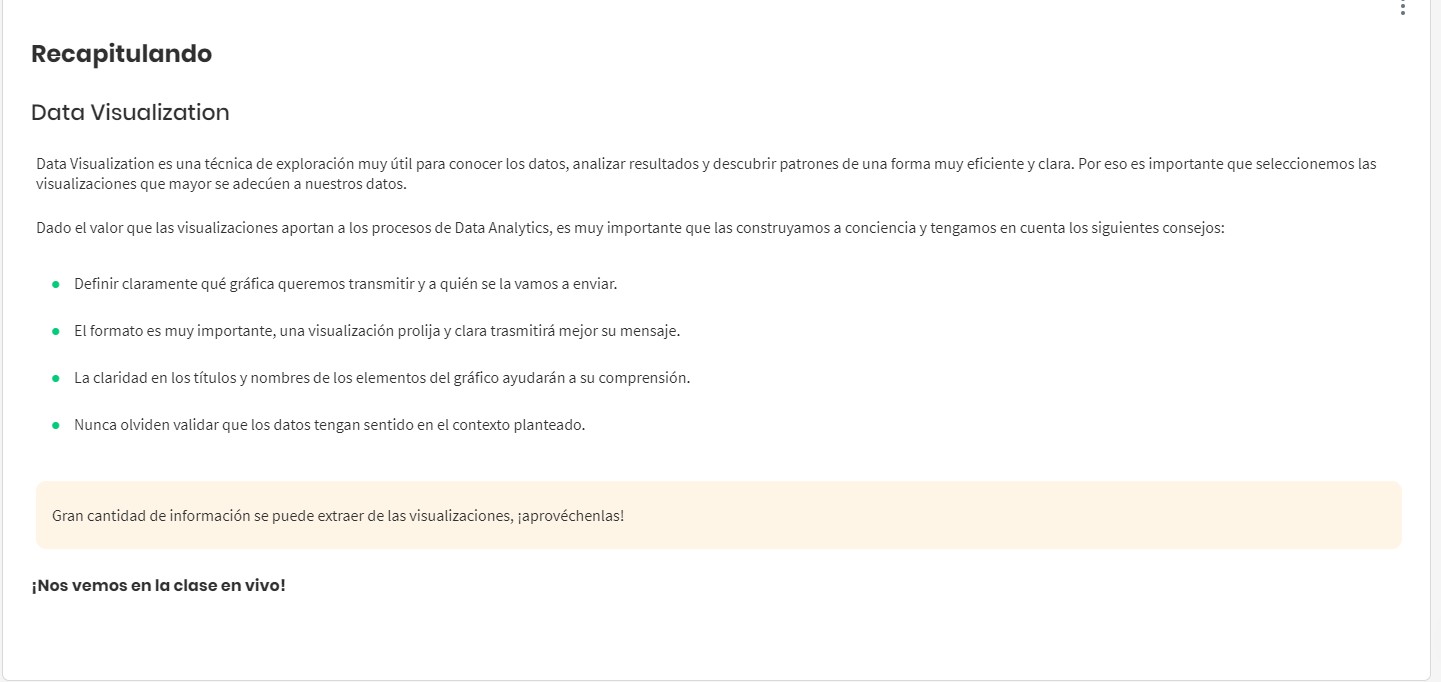 Recapitulando
Data Visualization
Data Visualization es una técnica de exploración muy útil para conocer los datos, analizar resultados y descubrir patrones de una forma muy eficiente y clara. Por eso es importante que seleccionemos las
visualizaciones que mayor se adecúen a nuestros datos.
Dado el valor que las visualizaciones aportan a los procesos de Data Analytics, es muy importante que las construyamos a conciencia y tengamos en cuenta los siguientes consejos:
Definir claramente qué gráfica queremos transmitir y a quién se la vamos a enviar.
El formato es muy importante, una visualización prolija y clara trasmitirá mejor su mensaje.
La claridad en los títulos y nombres de los elementos del gráfico ayudarán a su comprensión.
Nunca olviden validar que los datos tengan sentido en el contexto planteado.
Gran cantidad de información se puede extraer de las visualizaciones, ¡aprovéchenlas!
¡Nos vemos en la clase en vivo!